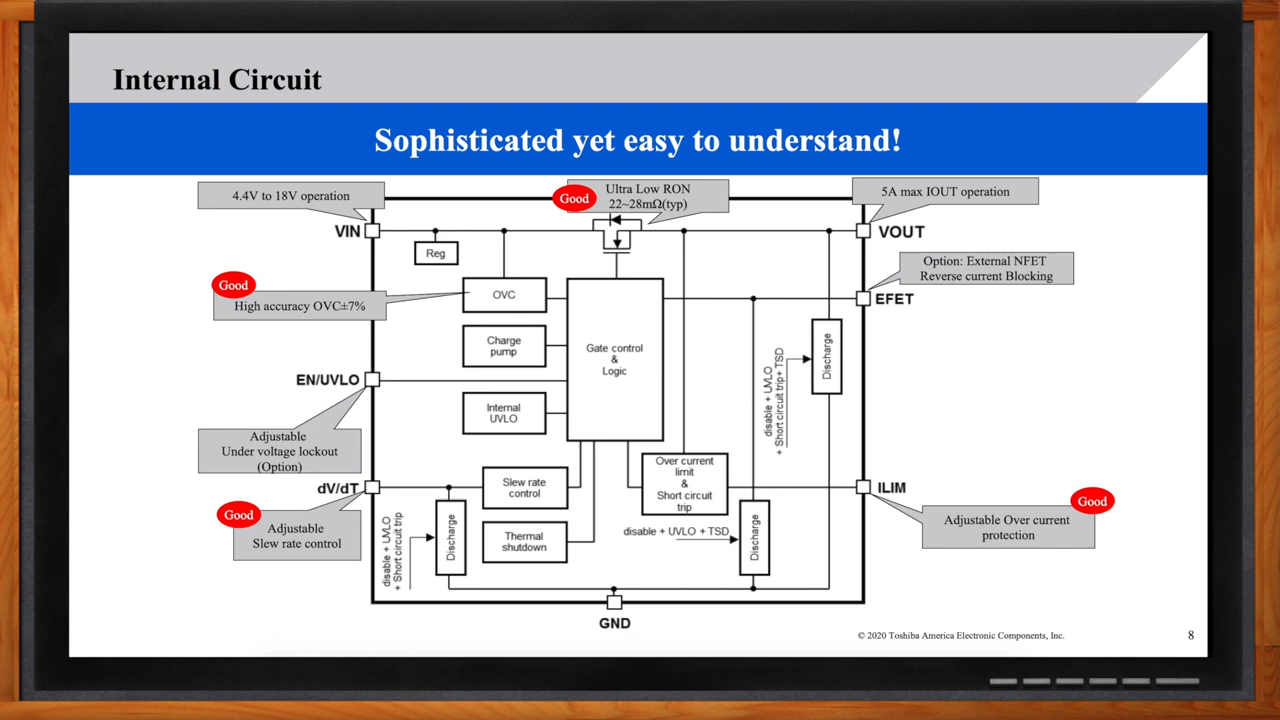 Internal Circuit
Sophisticated yet easy to understand!
4.4V to 18V operation
Good
Ultra Low RON
22~28mΩ(typ)
5A max IOUT operation
VIN
VOUT
Reg
Option: External NFET
Reverse current Blocking
Good
High accuracy OVC±7%
OVC
EFET
Charge
pump
Gate control
&
Logic
Discharge
disable + UVLO
+ Short circuit trip+ TSD
EN/UVLO
Internal
UVLO
Adjustable
Under voltage lockout
(Option)
dV/dT
Slew rate
control
Over current
limit
&
Short circuit
trip
ILIM
Good
Adjustable
Slew rate control
disable + UVLO
+ Short circuit trip
Discharge
Thermal
shutdown
disable + UVLO + TSD
Discharge
Good
Adjustable Over current
protection
GND
© 2020 Toshiba America Electronic Components, Inc.
8